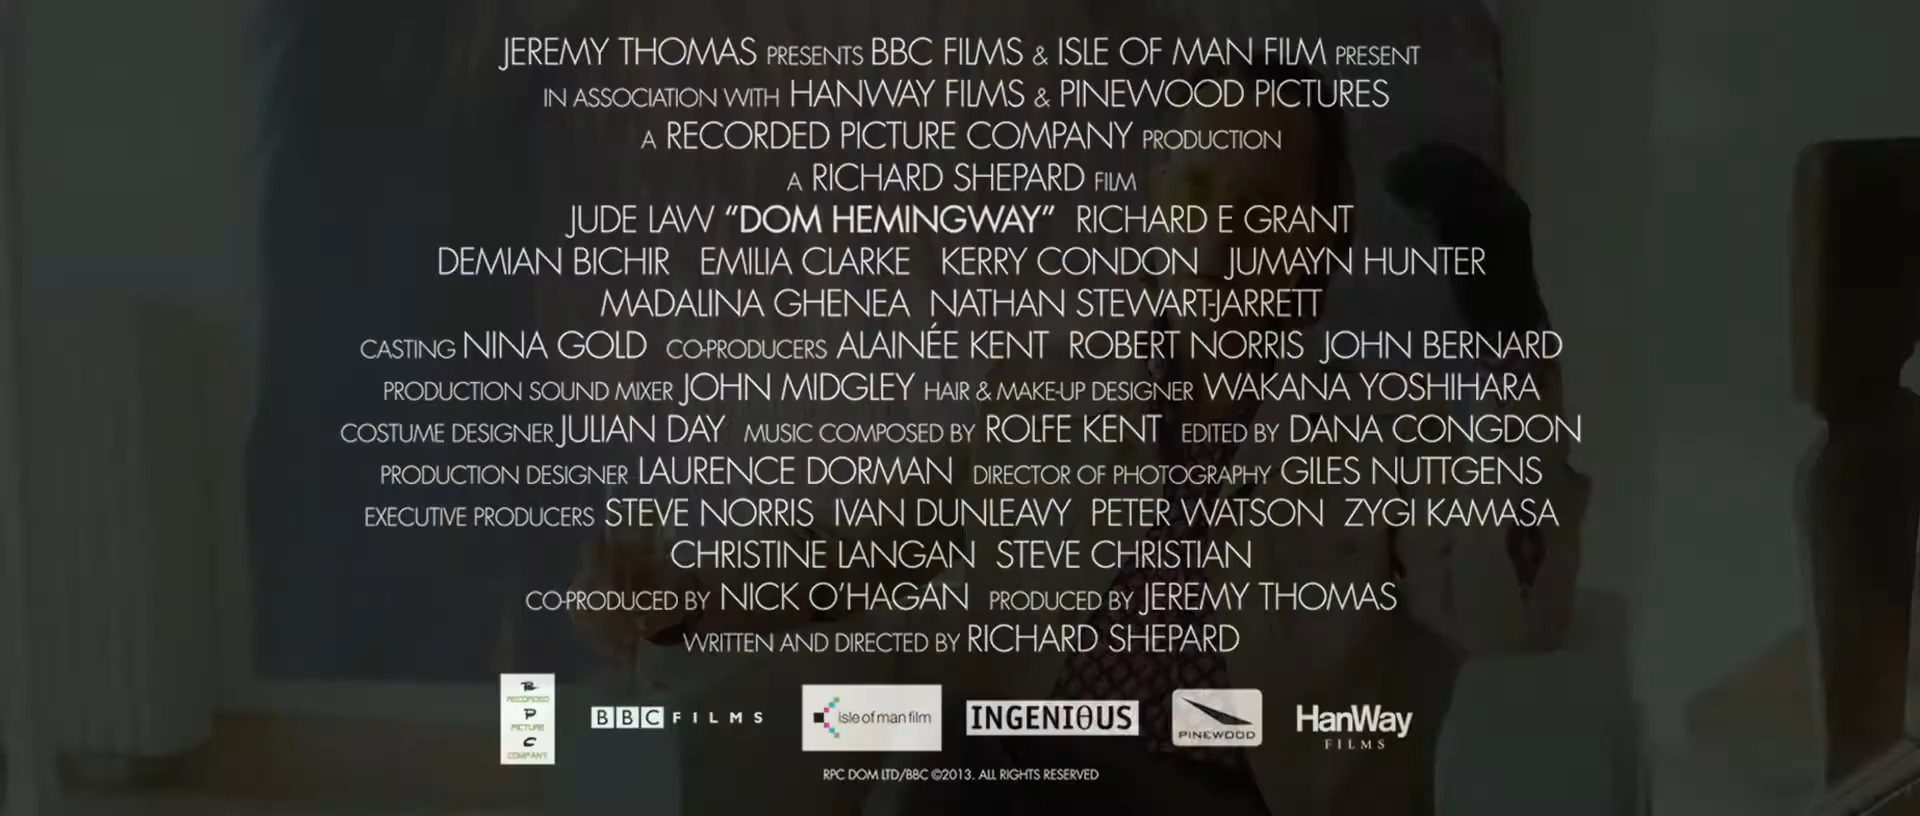 JEREMY THOMAS PRESENTS BBC FILMS & ISLE OF MAN FILM PRESENT
IN ASSOCIATION WITH HANWAY FILMS & PINEWOOD PICTURES
A RECORDED PICTURE COMPANY PRODUCTION
A RICHARD SHEPARD FILM
JUDE LAW “DOM HEMINGWAY” RICHARD E GRANT
DEMIAN BICHIR EMILIA CLARKE KERRY CONDON JUMAYN HUNTER
MADALINA GHENEA NATHAN STEWART-JARRETT
CASTING NINA GOLD CO-PRODUCERS ALAINÉE KENT ROBERT NORRIS JOHN BERNARD
PRODUCTION SOUND MIXER JOHN MIDGLEY HAIR & MAKE-UP DESIGNER WAKANA YOSHIHARA
COSTUME DESIGNER JULIAN DAY MUSIC COMPOSED BY ROLFE KENT EDITED BY DANA CONGDON
PRODUCTION DESIGNER LAURENCE DORMAN DIRECTOR OF PHOTOGRAPHY GILES NUTTGENS
EXECUTIVE PRODUCERS STEVE NORRIS IVAN DUNLEAVY PETER WATSON ZYGI KAMASA
CHRISTINE LANGAN STEVE CHRISTIAN
CO-PRODUCED BY NICK O’HAGAN PRODUCED BY JEREMY THOMAS
WRITTEN AND DIRECTED BY RICHARD SHEPARD
R
RECORDED
P
PICTURE
C
COMPANY
BBC FILMS
isle of man film
INGENIOUS
PINEWOOD
HanWay
FILMS
RPC DOM LTD/BBC ©2013. ALL RIGHTS RESERVED